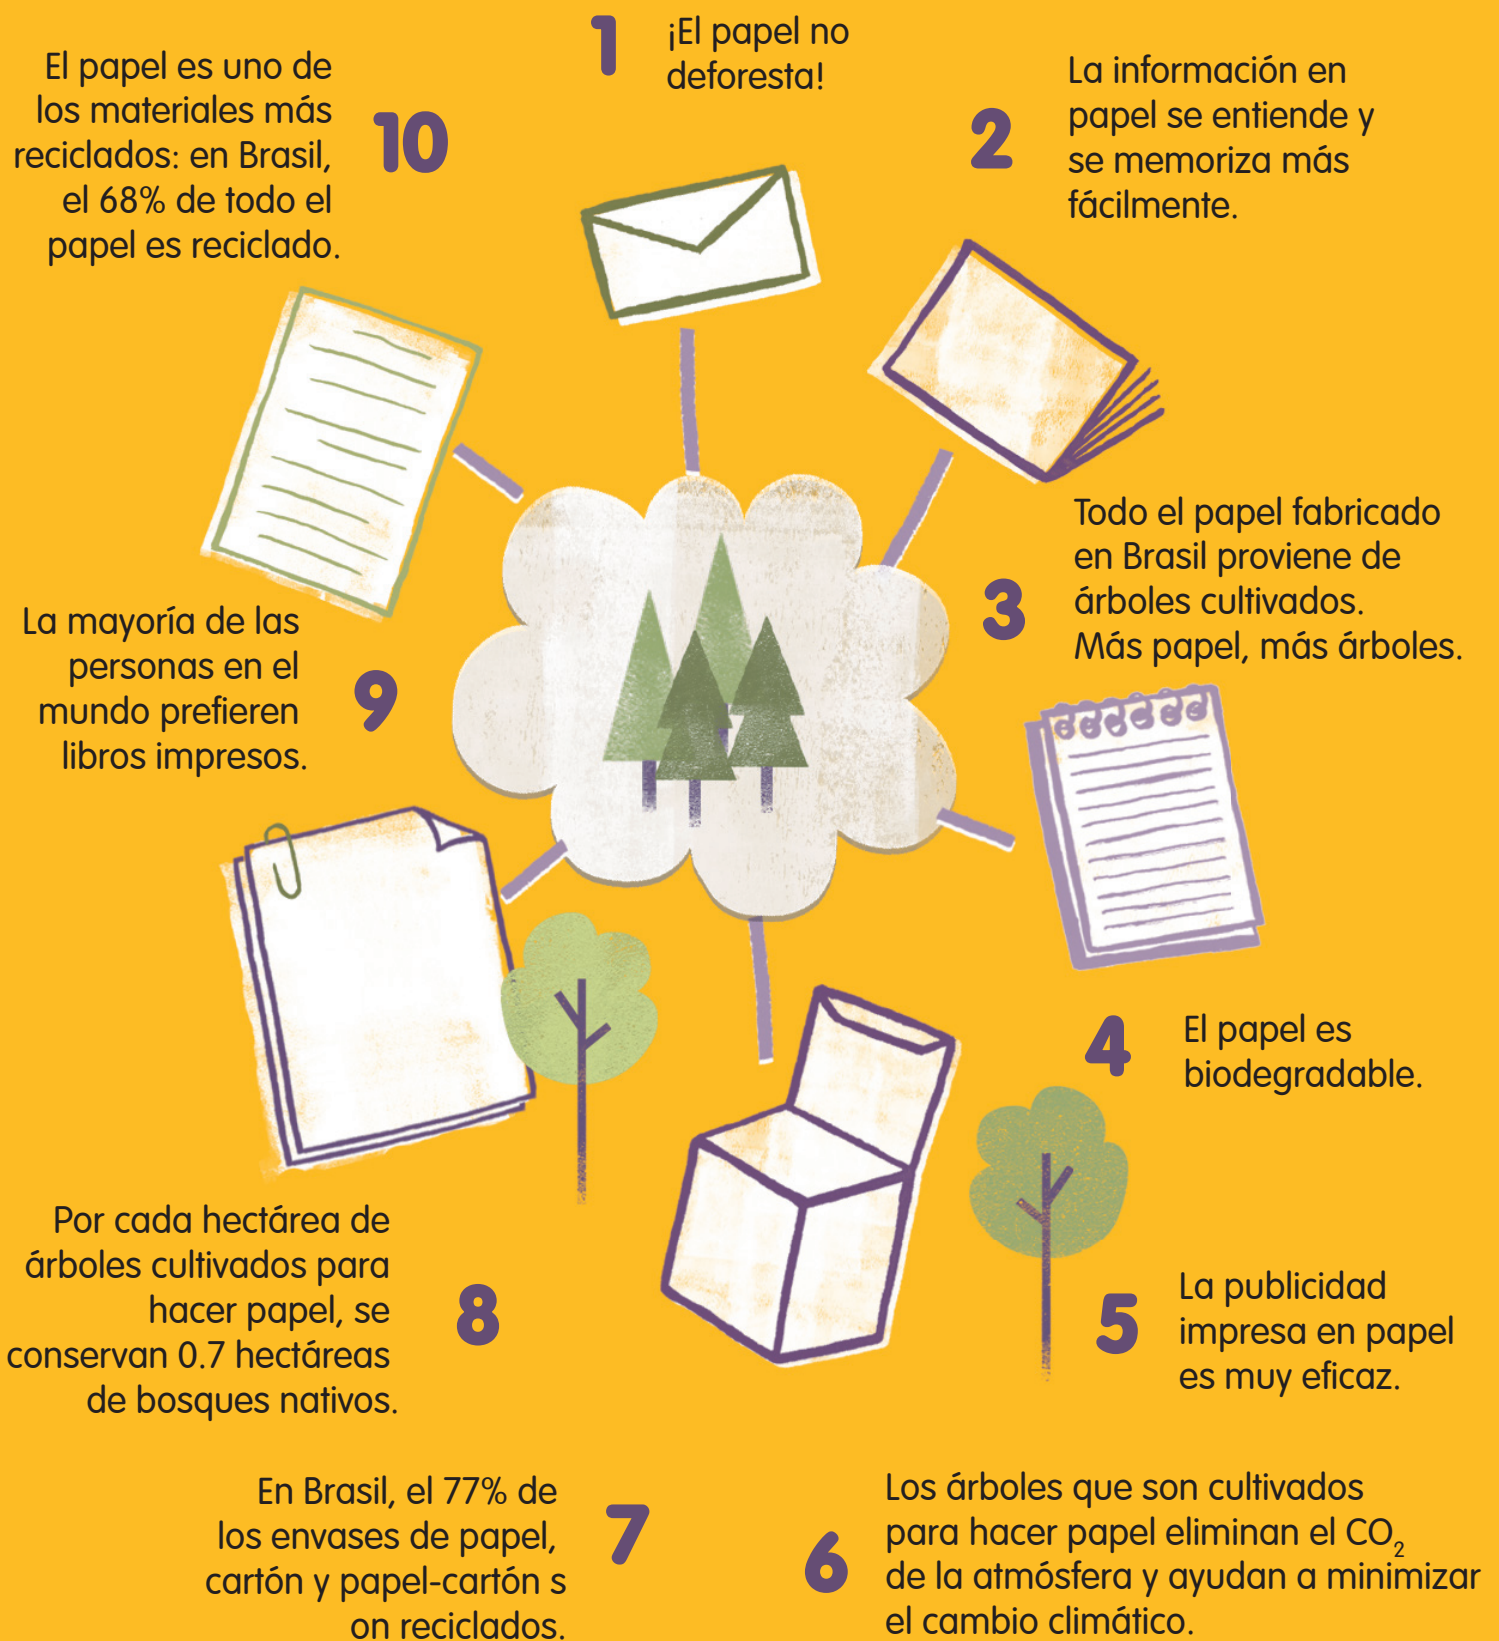 1
¡El papel no
deforesta!
2
La información en
papel se entiende y
se memoriza más
fácilmente.
3
Todo el papel fabricado
en Brasil proviene de
árboles cultivados.
Más papel, más árboles.
4
El papel es
biodegradable.
5
La publicidad
impresa en papel
es muy eficaz.
6
Los árboles que son cultivados
para hacer papel eliminan el CO₂
de la atmósfera y ayudan a minimizar
el cambio climático.
7
En Brasil, el 77% de
los envases de papel,
cartón y papel-cartón s
on reciclados.
8
Por cada hectárea de
árboles cultivados para
hacer papel, se
conservan 0.7 hectáreas
de bosques nativos.
9
La mayoría de las
personas en el
mundo prefieren
libros impresos.
10
El papel es uno de
los materiales más
reciclados: en Brasil,
el 68% de todo el
papel es reciclado.